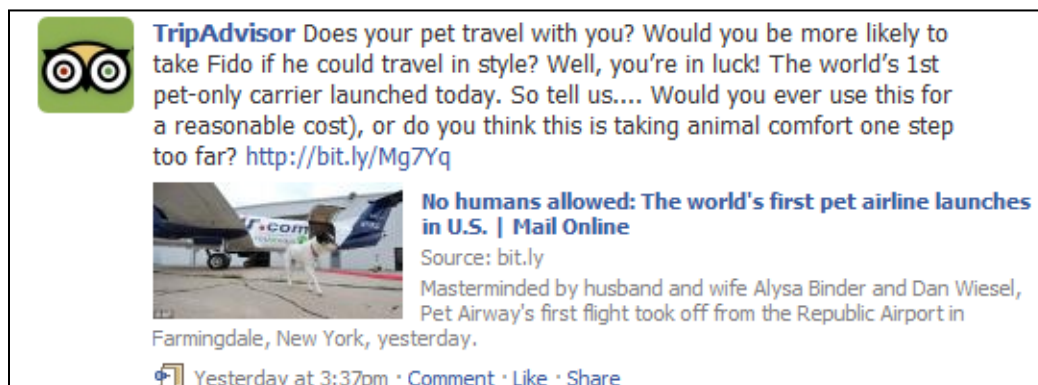 TripAdvisor Does your pet travel with you? Would you be more likely to
take Fido if he could travel in style? Well, you're in luck! The world's 1st
pet-only carrier launched today. So tell us.... Would you ever use this for
a reasonable cost), or do you think this is taking animal comfort one step
too far? http://bit.ly/Mg7Yq
.com
No humans allowed: The world's first pet airline launches
in U.S. | Mail Online
Source: bit.ly
Masterminded by husband and wife Alysa Binder and Dan Wiesel,
Pet Airway's first flight took off from the Republic Airport in
Farmingdale, New York, yesterday.
Yesterday at 3:37pm · Comment · Like · Share